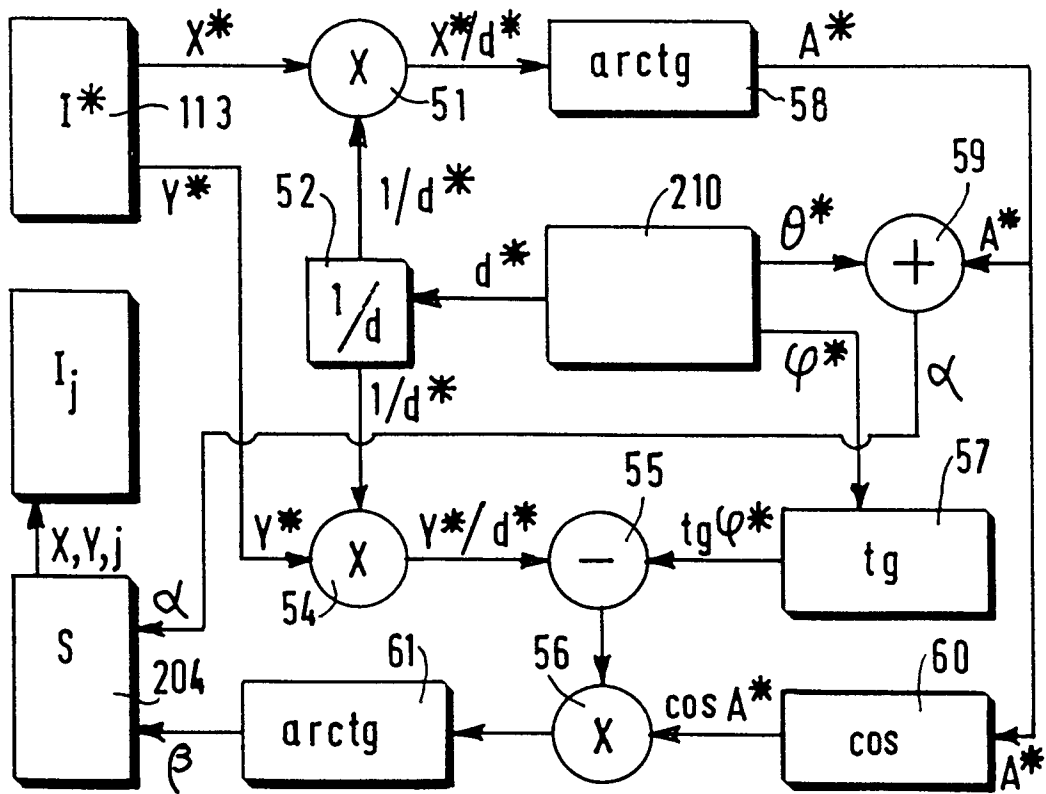 X* X*/d* A*
I* X arctg
113 51 58
59
Y* 52 1/d* 210 θ* A*
d* +
1/d
I j φ* α
1/d*
55 57
X,Y,j Y* Y*/d* tgφ*
X − tg
α 54
S 61 56 60
204 cos A*
arctg X cos
β A*